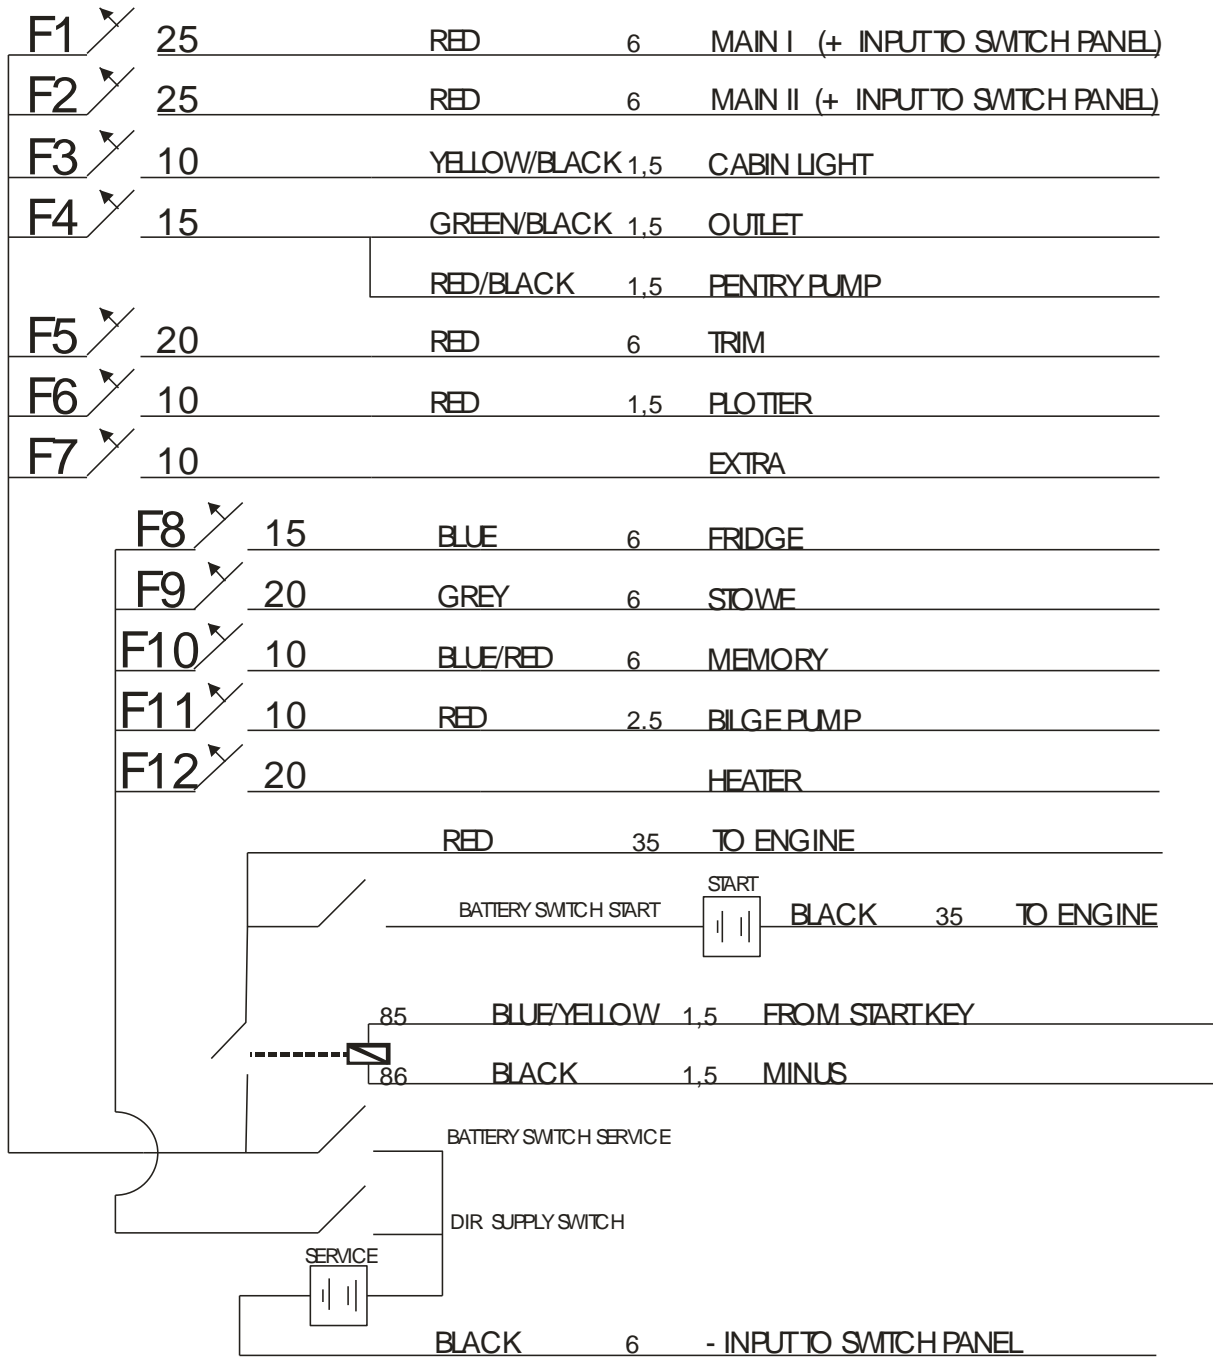 F1 25 RED 6 MAIN I (+ INPUT TO SWITCH PANEL)
F2 25 RED 6 MAIN II (+ INPUT TO SWITCH PANEL)
F3 10 YELLOW/BLACK 1,5 CABIN LIGHT
F4 15 GREEN/BLACK 1,5 OUTLET
RED/BLACK 1,5 PENTRY PUMP
F5 20 RED 6 TRIM
F6 10 RED 1,5 PLOTTER
F7 10 EXTRA
F8 15 BLUE 6 FRIDGE
F9 20 GREY 6 STOWE
F10 10 BLUE/RED 6 MEMORY
F11 10 RED 2.5 BILGE PUMP
F12 20 HEATER
RED 35 TO ENGINE
START
BATTERY SWITCH START BLACK 35 TO ENGINE
85 BLUE/YELLOW 1,5 FROM START KEY
86 BLACK 1,5 MINUS
BATTERY SWITCH SERVICE
DIR SUPPLY SWITCH
SERVICE
BLACK 6 - INPUT TO SWITCH PANEL